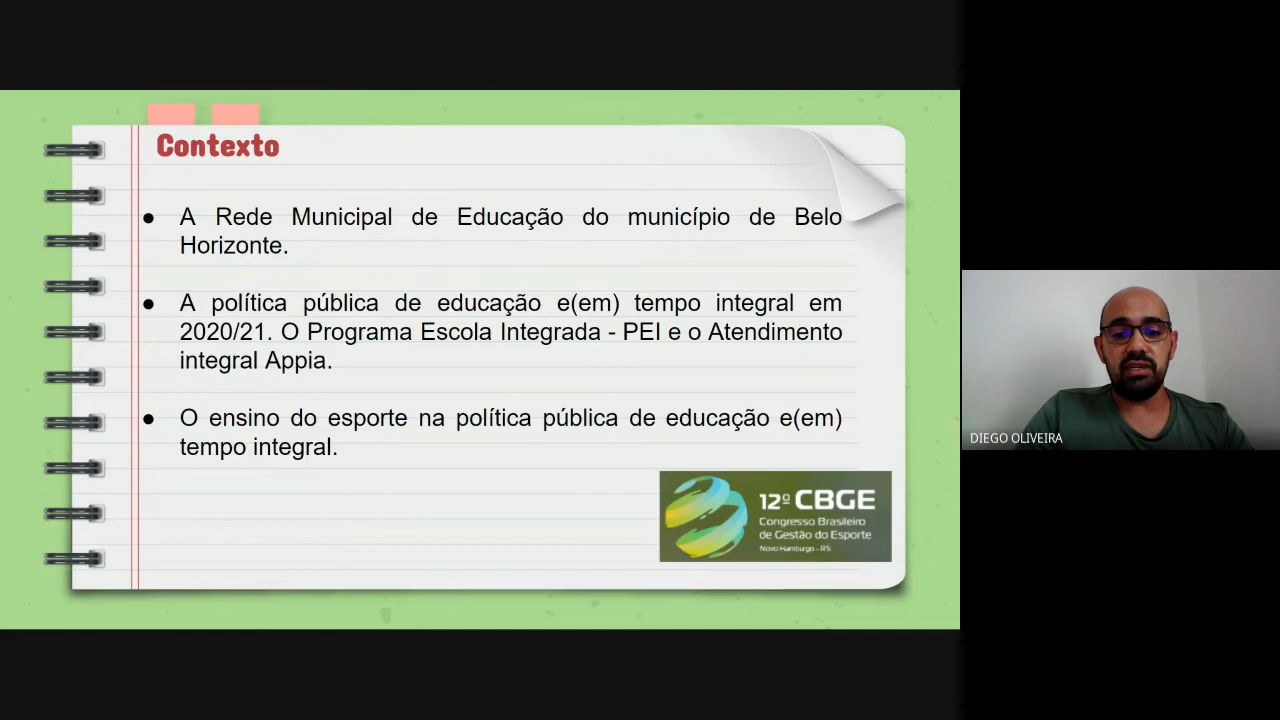 Contexto
● A Rede Municipal de Educação do município de Belo
Horizonte.
● A política pública de educação e(em) tempo integral em
2020/21. O Programa Escola Integrada - PEI e o Atendimento
integral Appia.
● O ensino do esporte na política pública de educação e(em)
tempo integral.
12º CBGE
Congresso Brasileiro
de Gestão do Esporte
Novo Hamburgo - RS
DIEGO OLIVEIRA